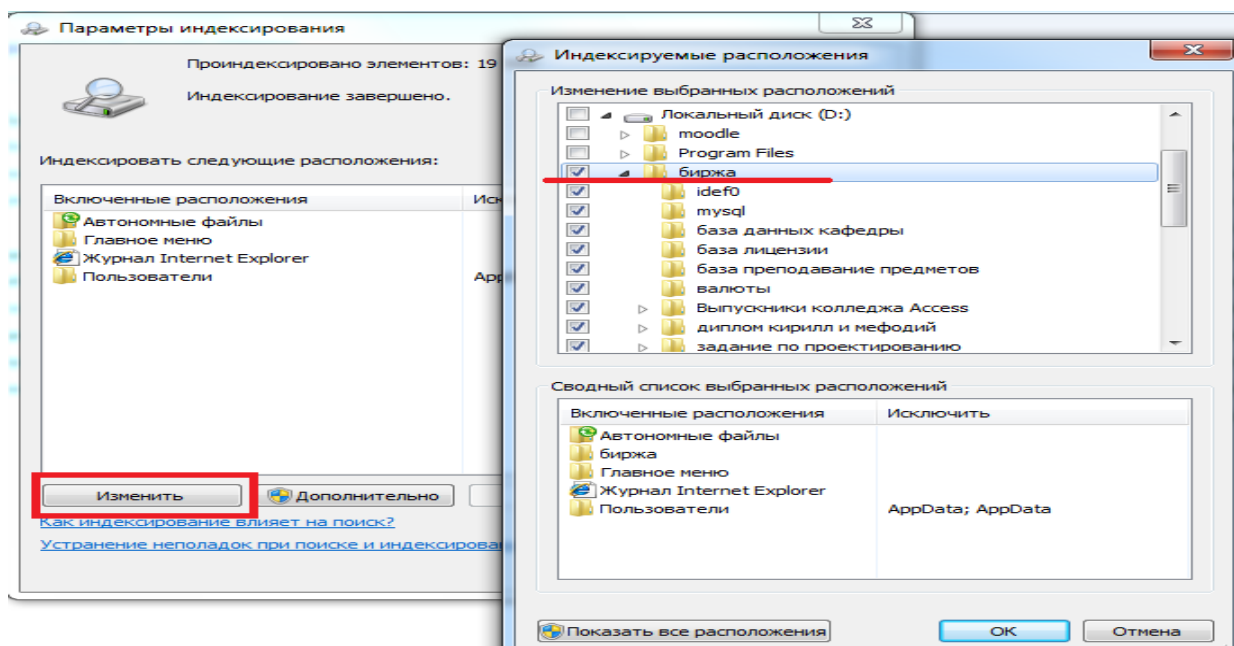 Параметры индексирования
Проиндексировано элементов: 19
Индексирование завершено.
Индексировать следующие расположения:
Включенные расположения
Автономные файлы
Главное меню
Журнал Internet Explorer
Пользователи
Изменить
Дополнительно
Как индексирование влияет на поиск?
Устранение неполадок при поиске и
Индексируемые расположения
Изменение выбранных расположений
Локальный диск (D:)
moodle
Program Files
биржа
idef0
mysql
база данных кафедры
база лицензии
база преподавание предметов
валюты
Выпускники колледжа Access
диплом кирилл и мефодий
задание по проектированию
Сводный список выбранных расположений
Включенные расположения Исключить
Автономные файлы
биржа
Главное меню
Журнал Internet Explorer
Пользователи AppData; AppData
Показать все расположения
ОК
Отмена